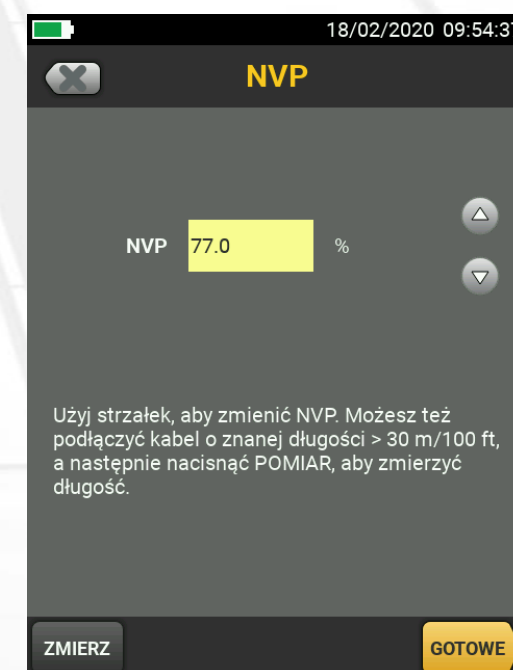 18/02/2020 09:54:37
NVP
NVP 77.0 %
Użyj strzałek, aby zmienić NVP. Możesz też
podłączyć kabel o znanej długości > 30 m/100 ft,
a następnie nacisnąć POMIAR, aby zmierzyć
długość.
ZMIERZ GOTOWE